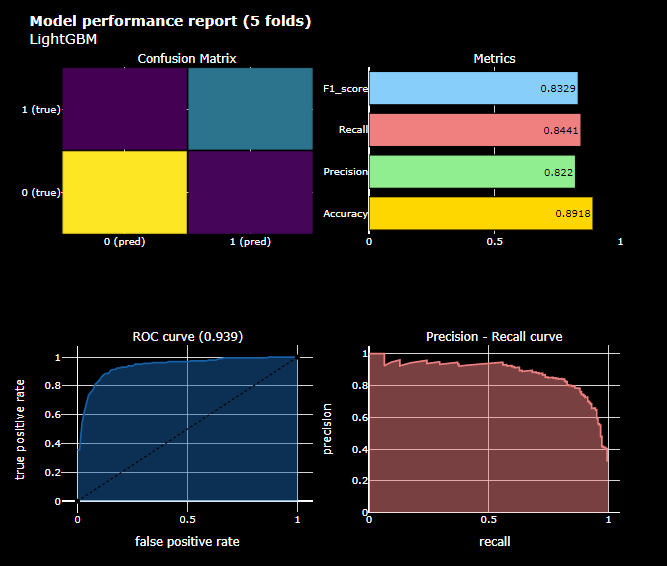 Model performance report (5 folds)
LightGBM
Confusion Matrix
1 (true)
0 (true)
0 (pred) 1 (pred)
Metrics
F1_score 0.8329
Recall 0.8441
Precision 0.822
Accuracy 0.8918
0 0.5 1
ROC curve (0.939)
true positive rate
1
0.8
0.6
0.4
0.2
0
0 0.5 1
false positive rate
Precision - Recall curve
precision
1
0.8
0.6
0.4
0.2
0
0 0.5 1
recall